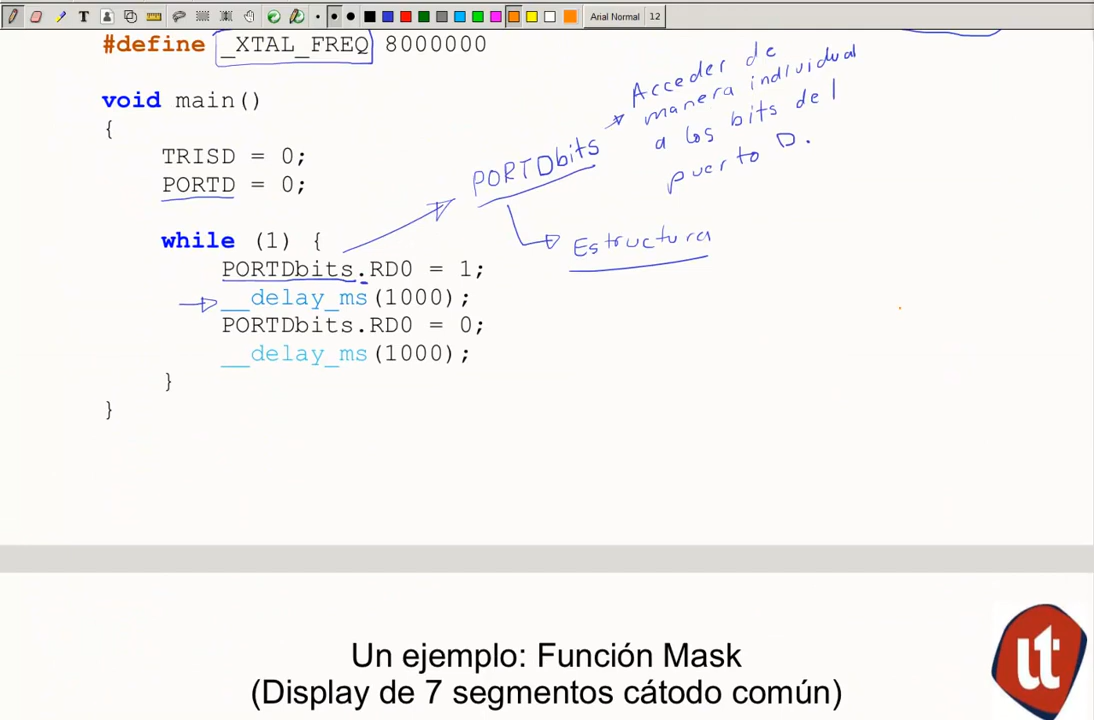 Arial Normal 12
#define _XTAL_FREQ 8000000
void main()
{
TRISD = 0;
PORTD = 0;
while (1) {
PORTDbits.RD0 = 1;
__delay_ms(1000);
PORTDbits.RD0 = 0;
__delay_ms(1000);
}
}
PORTDbits
Acceder de
manera individual
a los bits del
puerto D.
Estructura
Un ejemplo: Función Mask
(Display de 7 segmentos cátodo común)
ut